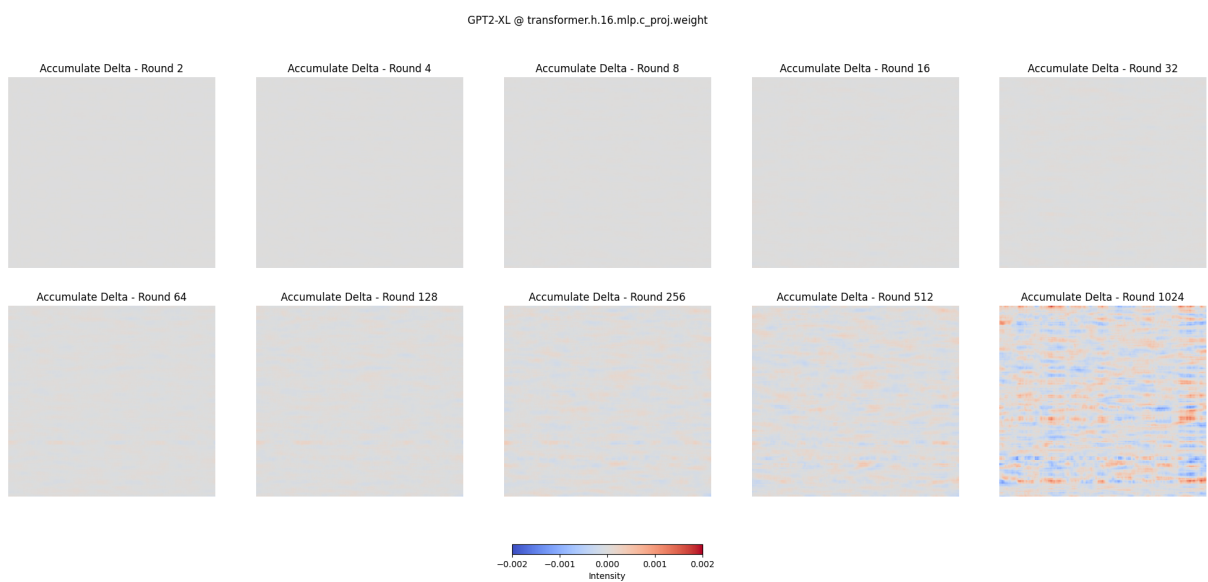 GPT2-XL @ transformer.h.16.mlp.c_proj.weight
Accumulate Delta - Round 2
Accumulate Delta - Round 4
Accumulate Delta - Round 8
Accumulate Delta - Round 16
Accumulate Delta - Round 32
Accumulate Delta - Round 64
Accumulate Delta - Round 128
Accumulate Delta - Round 256
Accumulate Delta - Round 512
Accumulate Delta - Round 1024
−0.002 −0.001 0.000 0.001 0.002
Intensity